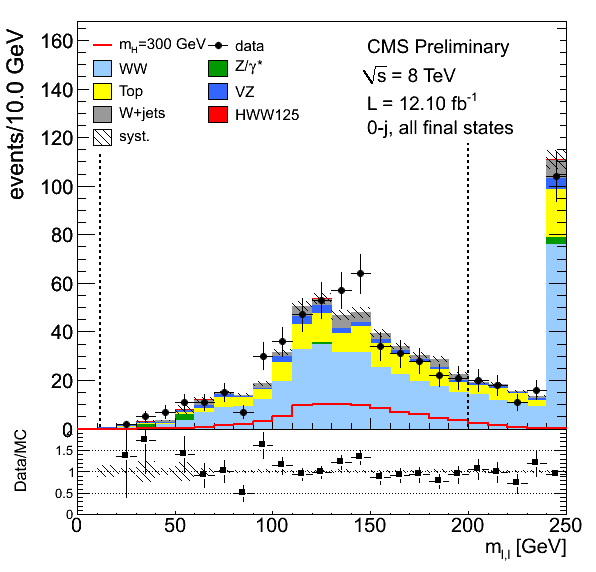 events/10.0 GeV
160
140
120
100
80
60
40
20
0
m_H=300 GeV
data
WW
Z/γ*
Top
VZ
W+jets
HWW125
syst.
CMS Preliminary
√s = 8 TeV
L = 12.10 fb⁻¹
0-j, all final states
Data/MC
1.5
1
0.5
0
0 50 100 150 200 250
m_l,l [GeV]